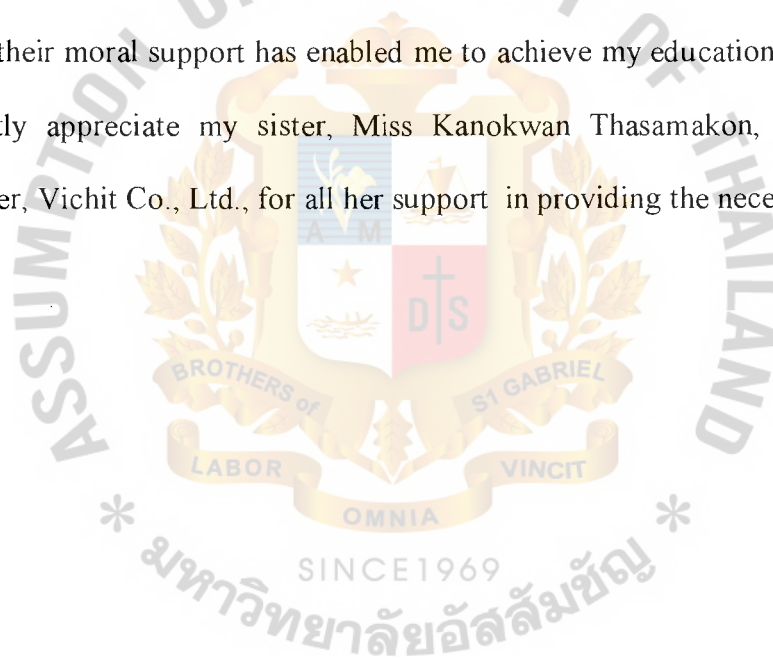 their moral support has enabled me to achieve my education
tly appreciate my sister, Miss Kanokwan Thasamakon,
er, Vichit Co., Ltd., for all her support in providing the nece
ASSUMPTION
OF THAILAND
A M
D S
BROTHERS of
S1 GABRIEL
LABOR
VINCIT
OMNIA
SINCE1969
* มหาวิทยาลัยอัสสัมชัญ *